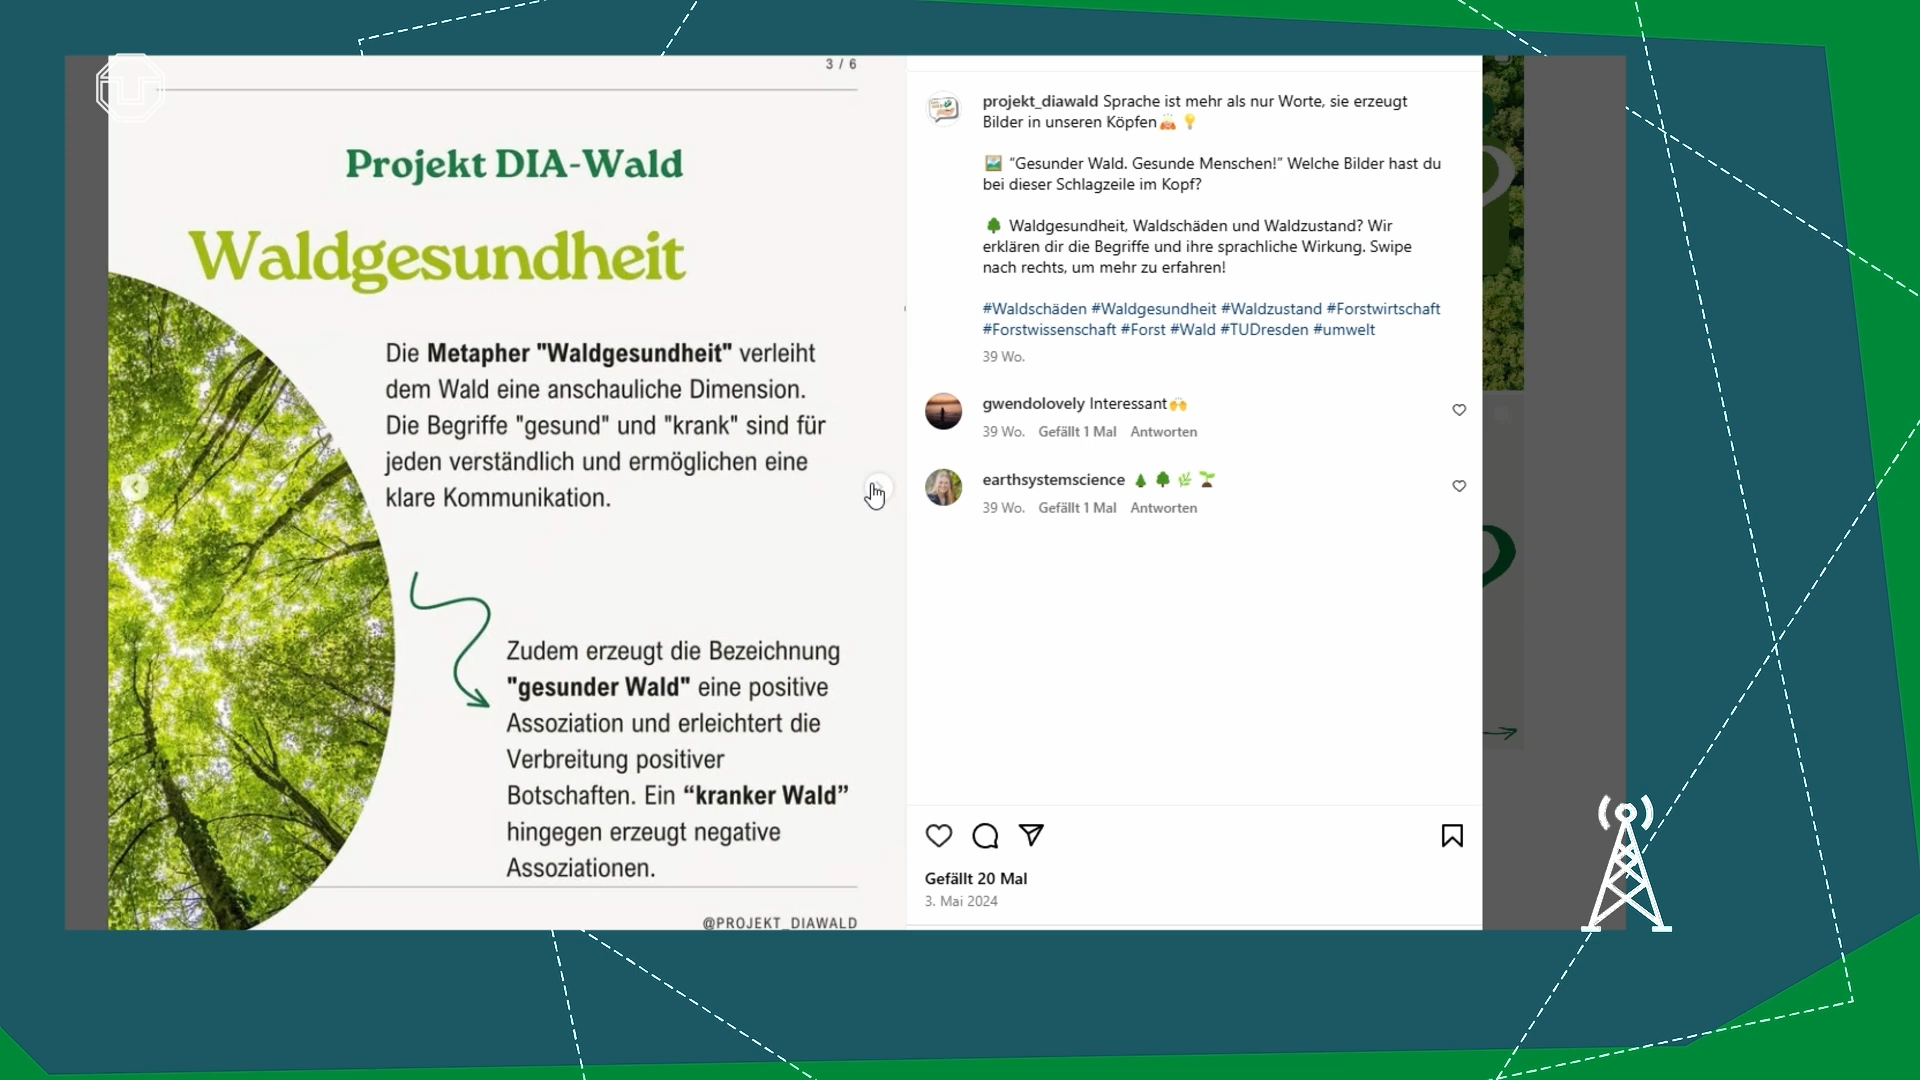 3 / 6
Projekt DIA-Wald
Waldgesundheit
Die Metapher "Waldgesundheit" verleiht
dem Wald eine anschauliche Dimension.
Die Begriffe "gesund" und "krank" sind für
jeden verständlich und ermöglichen eine
klare Kommunikation.
Zudem erzeugt die Bezeichnung
"gesunder Wald" eine positive
Assoziation und erleichtert die
Verbreitung positiver
Botschaften. Ein “kranker Wald”
hingegen erzeugt negative
Assoziationen.
@PROJEKT_DIAWALD
projekt_diawald Sprache ist mehr als nur Worte, sie erzeugt
Bilder in unseren Köpfen
"Gesunder Wald. Gesunde Menschen!" Welche Bilder hast du
bei dieser Schlagzeile im Kopf?
Waldgesundheit, Waldschäden und Waldzustand? Wir
erklären dir die Begriffe und ihre sprachliche Wirkung. Swipe
nach rechts, um mehr zu erfahren!
#Waldschäden #Waldgesundheit #Waldzustand #Forstwirtschaft
#Forstwissenschaft #Forst #Wald #TUDresden #umwelt
39 Wo.
gwendolovely Interessant
39 Wo. Gefällt 1 Mal Antworten
earthsystemscience
39 Wo. Gefällt 1 Mal Antworten
Gefällt 20 Mal
3. Mai 2024